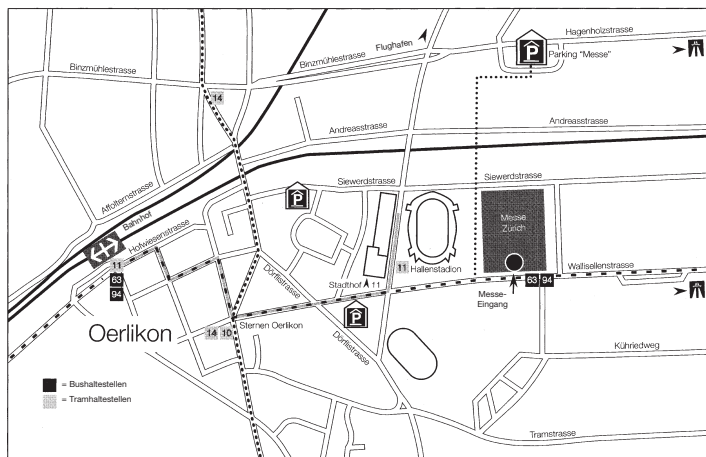 Hagenholzstrasse
Flughafen
P
Parking "Messe"
Binzmühlestrasse
Binzmühlestrasse
14
Andreasstrasse
Andreasstrasse
Affolternstrasse
Siewerdstrasse
Siewerdstrasse
P
Bahnhof
Hofwiesenstrasse
Messe
Zürich
11
Hallenstadion
11
Wallisellenstrasse
63
94
Dörflistrasse
Stadthof 11
63 94
Messe-
Eingang
P
Oerlikon
14 10
Sternen Oerlikon
Dörflistrasse
Kühriedweg
= Bushaltestellen
= Tramhaltestellen
Tramstrasse